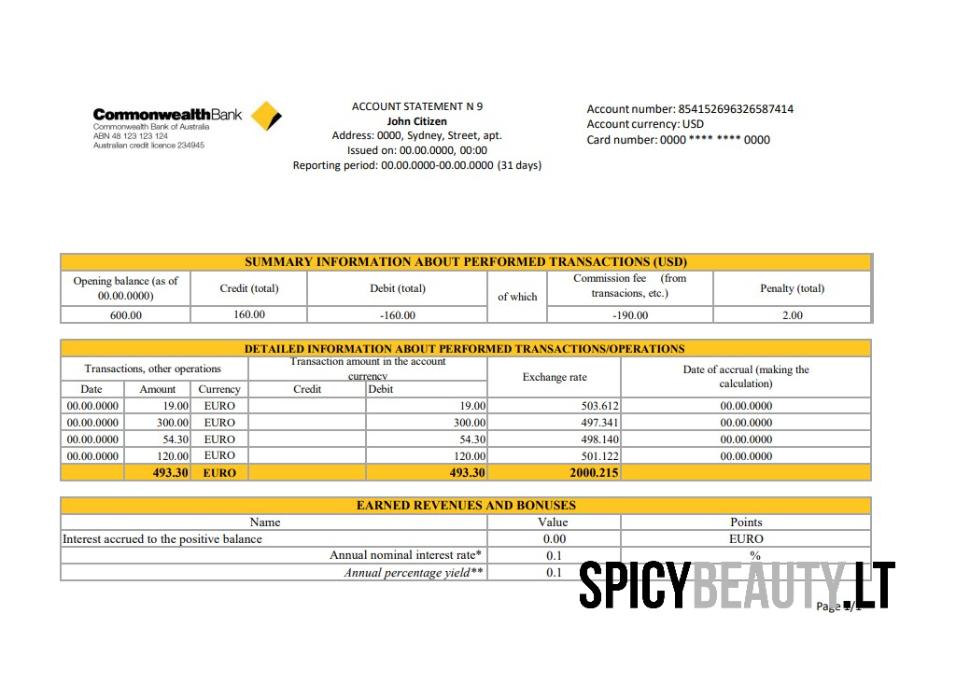 CommonwealthBank
Commonwealth Bank of Australia
ABN 48 123 123 124
Australian credit licence 234945
ACCOUNT STATEMENT N 9
John Citizen
Address: 0000, Sydney, Street, apt.
Issued on: 00.00.0000, 00:00
Reporting period: 00.00.0000-00.00.0000 (31 days)
Account number: 854152696326587414
Account currency: USD
Card number: 0000 **** **** 0000
SUMMARY INFORMATION ABOUT PERFORMED TRANSACTIONS (USD)
Opening balance (as of 00.00.0000) Credit (total) Debit (total) of which Commission fee (from transacions, etc.) Penalty (total)
600.00 160.00 -160.00 -190.00 2.00
DETAILED INFORMATION ABOUT PERFORMED TRANSACTIONS/OPERATIONS
Transactions, other operations Transaction amount in the account currency Exchange rate Date of accrual (making the calculation)
Date Amount Currency Credit Debit
00.00.0000 19.00 EURO 19.00 503.612 00.00.0000
00.00.0000 300.00 EURO 300.00 497.341 00.00.0000
00.00.0000 54.30 EURO 54.30 498.140 00.00.0000
00.00.0000 120.00 EURO 120.00 501.122 00.00.0000
493.30 EURO 493.30 2000.215
EARNED REVENUES AND BONUSES
Name Value Points
Interest accrued to the positive balance 0.00 EURO
Annual nominal interest rate* 0.1 %
Annual percentage yield** 0.1
SPICYBEAUTY.LT
Page 1/1